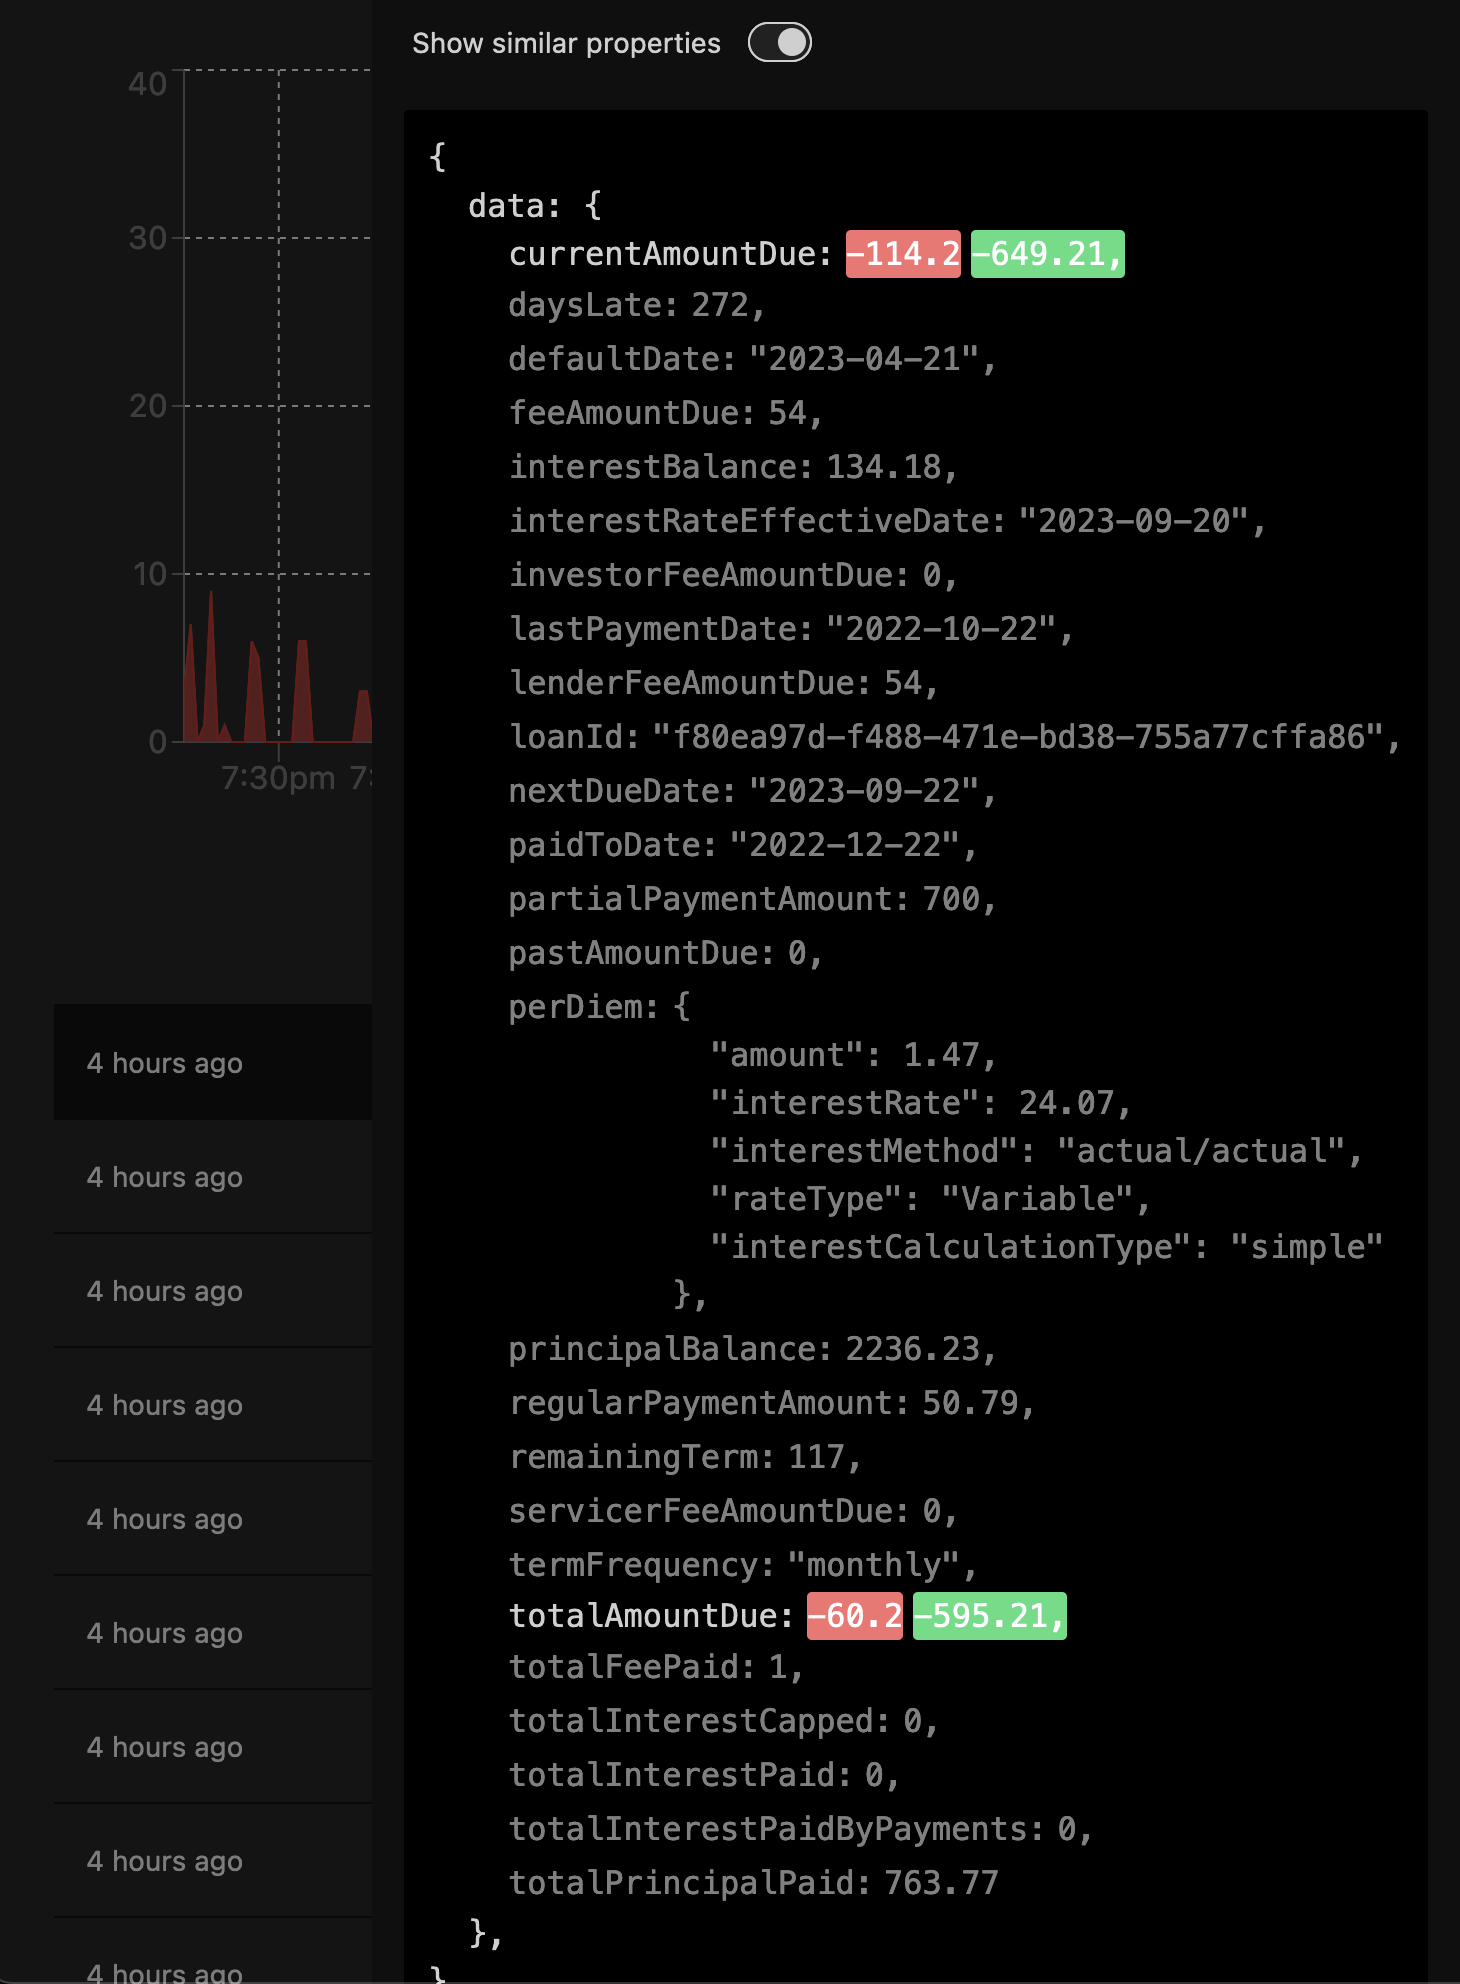 Show similar properties
40
30
20
10
0
7:30pm
4 hours ago
4 hours ago
4 hours ago
4 hours ago
4 hours ago
4 hours ago
4 hours ago
4 hours ago
4 hours ago
{
data: {
currentAmountDue: -114.2 -649.21,
daysLate: 272,
defaultDate: "2023-04-21",
feeAmountDue: 54,
interestBalance: 134.18,
interestRateEffectiveDate: "2023-09-20",
investorFeeAmountDue: 0,
lastPaymentDate: "2022-10-22",
lenderFeeAmountDue: 54,
loanId: "f80ea97d-f488-471e-bd38-755a77cffa86",
nextDueDate: "2023-09-22",
paidToDate: "2022-12-22",
partialPaymentAmount: 700,
pastAmountDue: 0,
perDiem: {
"amount": 1.47,
"interestRate": 24.07,
"interestMethod": "actual/actual",
"rateType": "Variable",
"interestCalculationType": "simple"
},
principalBalance: 2236.23,
regularPaymentAmount: 50.79,
remainingTerm: 117,
servicerFeeAmountDue: 0,
termFrequency: "monthly",
totalAmountDue: -60.2 -595.21,
totalFeePaid: 1,
totalInterestCapped: 0,
totalInterestPaid: 0,
totalInterestPaidByPayments: 0,
totalPrincipalPaid: 763.77
},
}